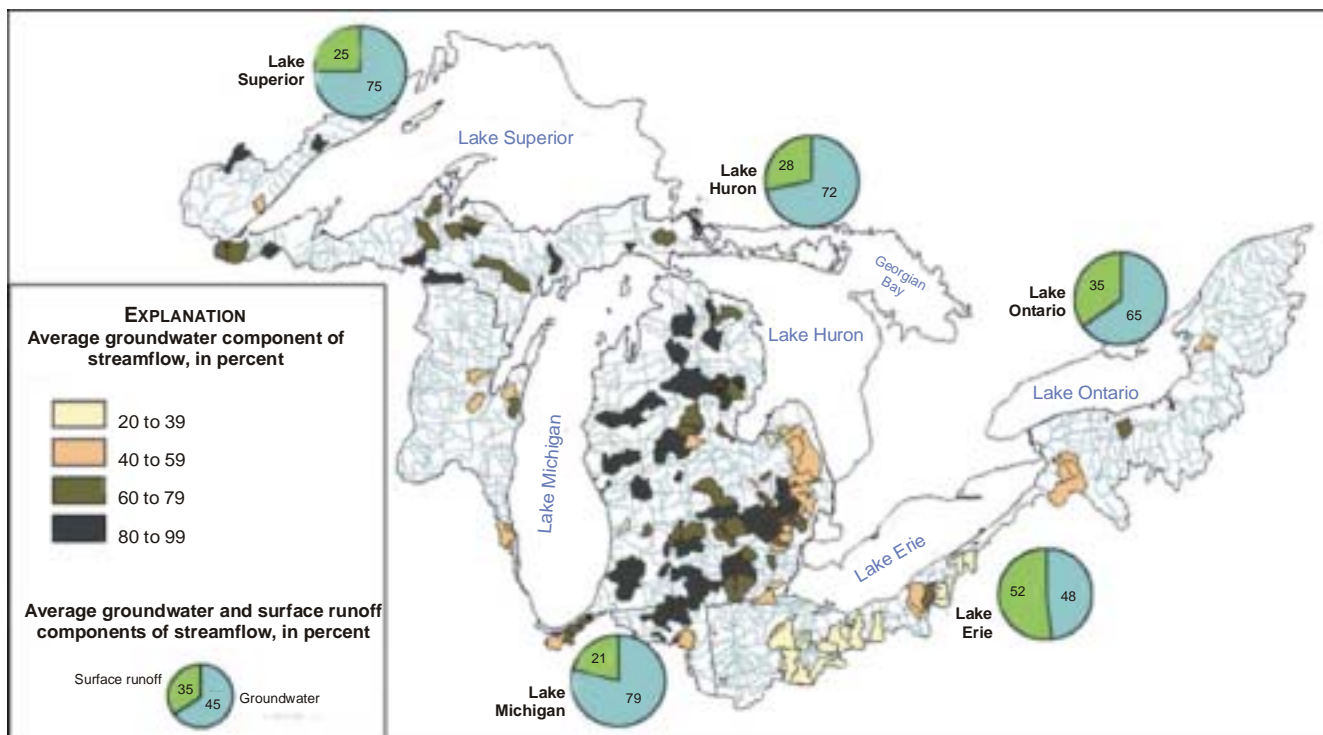 25
75
Lake
Superior
Lake Superior
28
72
Lake
Huron
Georgian
Bay
35
65
Lake
Ontario
Lake Huron
Lake Ontario
Lake Michigan
Lake Erie
EXPLANATION
Average groundwater component of
streamflow, in percent
20 to 39
40 to 59
60 to 79
80 to 99
Average groundwater and surface runoff
components of streamflow, in percent
Surface runoff
35
45
Groundwater
52
48
Lake
Erie
21
79
Lake
Michigan